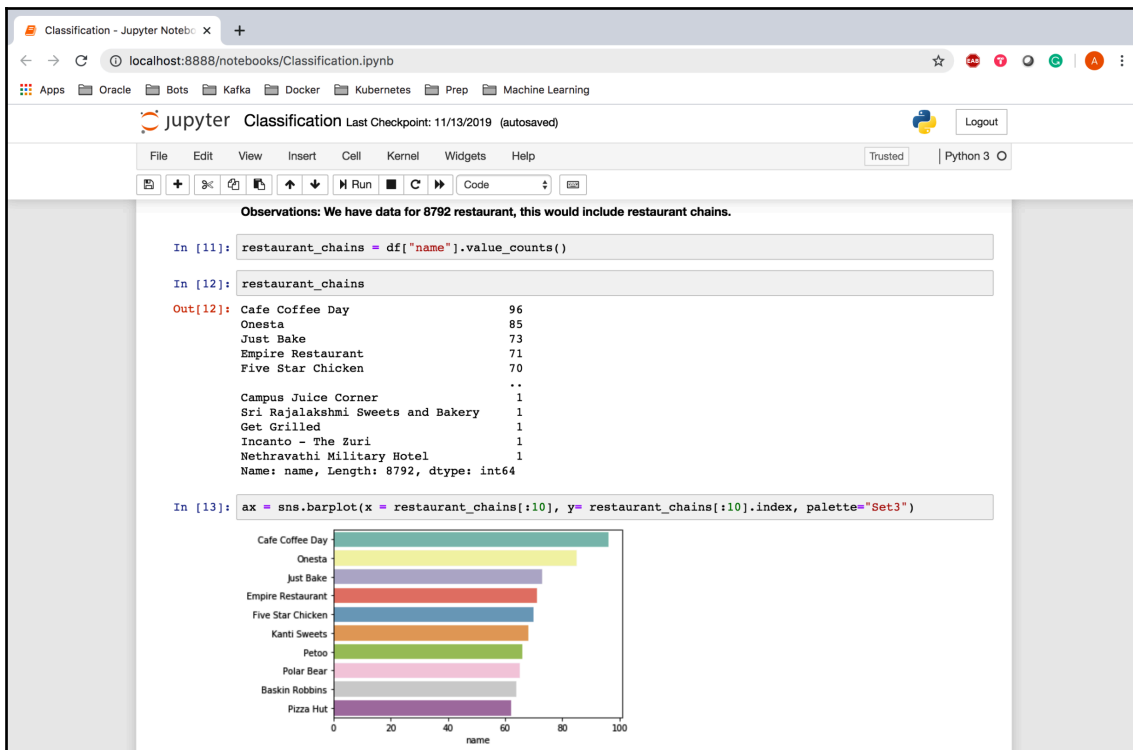 Classification - Jupyter Notebo
localhost:8888/notebooks/Classification.ipynb
EAB T G A
Apps Oracle Bots Kafka Docker Kubernetes Prep Machine Learning
jupyter Classification Last Checkpoint: 11/13/2019 (autosaved) Logout
File Edit View Insert Cell Kernel Widgets Help Trusted Python 3
Run Code
Observations: We have data for 8792 restaurant, this would include restaurant chains.
In [11]: restaurant_chains = df["name"].value_counts()
In [12]: restaurant_chains
Out[12]: Cafe Coffee Day 96
Onesta 85
Just Bake 73
Empire Restaurant 71
Five Star Chicken 70
..
Campus Juice Corner 1
Sri Rajalakshmi Sweets and Bakery 1
Get Grilled 1
Incanto - The Zuri 1
Nethravathi Military Hotel 1
Name: name, Length: 8792, dtype: int64
In [13]: ax = sns.barplot(x = restaurant_chains[:10], y= restaurant_chains[:10].index, palette="Set3")
Cafe Coffee Day
Onesta
Just Bake
Empire Restaurant
Five Star Chicken
Kanti Sweets
Petoo
Polar Bear
Baskin Robbins
Pizza Hut
0 20 40 60 80 100
name